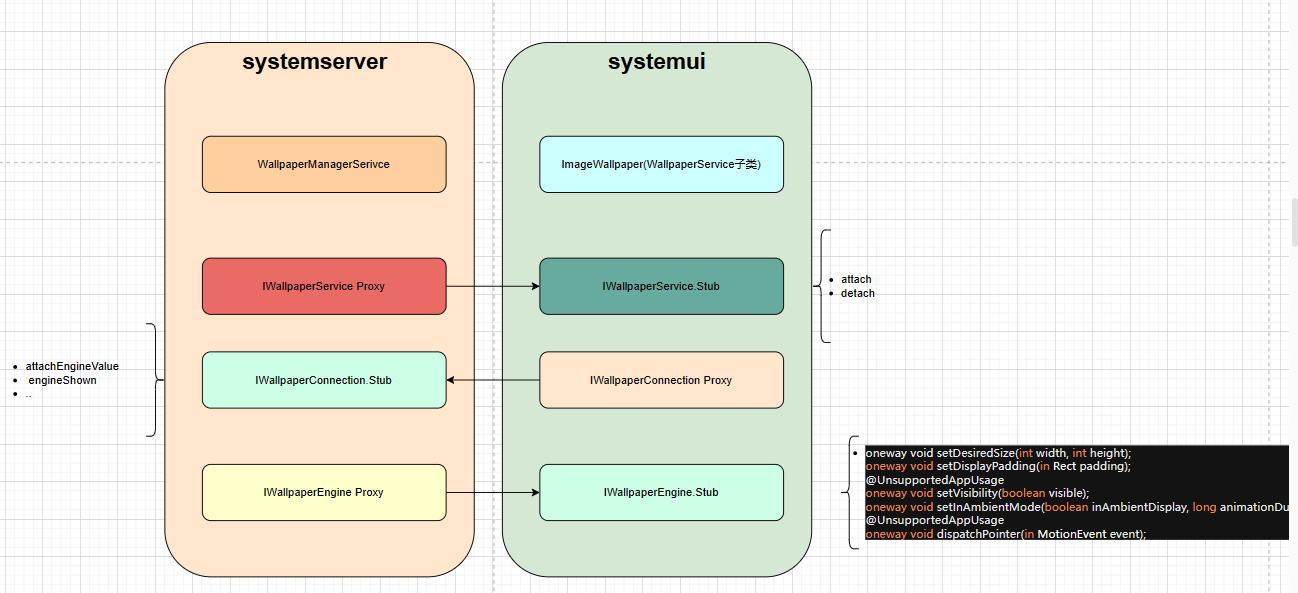 systemserver
systemui
WallpaperManagerSerivce
ImageWallpaper(WallpaperService子类)
IWallpaperService Proxy
IWallpaperService.Stub
attach
detach
attachEngineValue
engineShown
..
IWallpaperConnection.Stub
IWallpaperConnection Proxy
IWallpaperEngine Proxy
IWallpaperEngine.Stub
oneway void setDesiredSize(int width, int height);
oneway void setDisplayPadding(in Rect padding);
@UnsupportedAppUsage
oneway void setVisibility(boolean visible);
oneway void setInAmbientMode(boolean inAmbientDisplay, long animationDu
@UnsupportedAppUsage
oneway void dispatchPointer(in MotionEvent event);